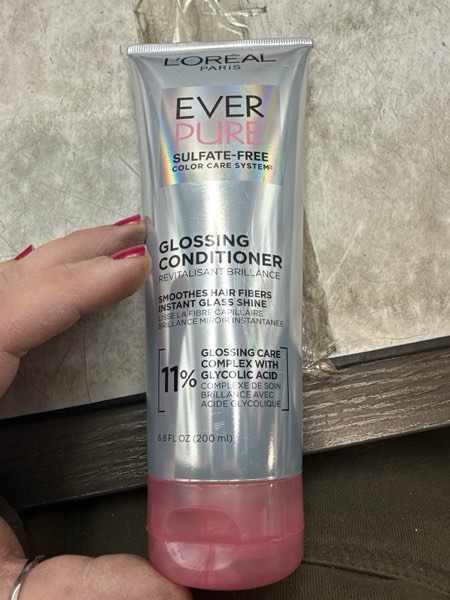 L'ORÉAL
PARIS
EVER
PURE
SULFATE-FREE
COLOR CARE SYSTEM²
GLOSSING
CONDITIONER
REVITALISANT BRILLANCE
SMOOTHES HAIR FIBERS
INSTANT GLASS SHINE
LISSE LA FIBRE CAPILLAIRE
BRILLANCE MIROIR INSTANTANÉE
11%
GLOSSING CARE
COMPLEX WITH
GLYCOLIC ACID
COMPLEXE DE SOIN
BRILLANCE AVEC
ACIDE GLYCOLIQUE
6.8 FL OZ (200 ml)